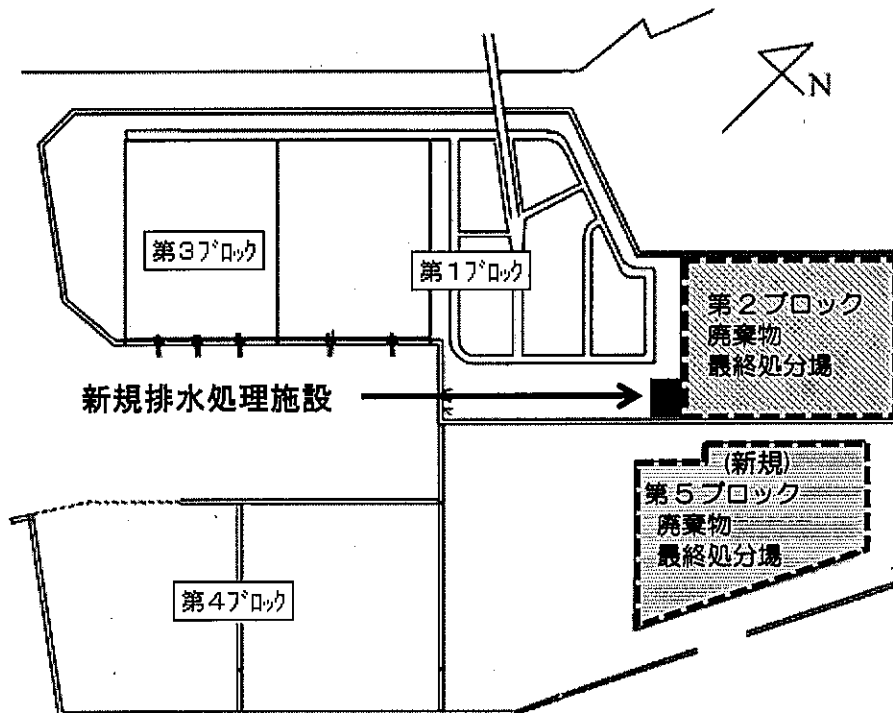 N
第3ﾌﾞﾛｯｸ
第1ﾌﾞﾛｯｸ
第2ブロック
廃棄物
最終処分場
新規排水処理施設
(新規)
第5ブロック
廃棄物
最終処分場
第4ﾌﾞﾛｯｸ